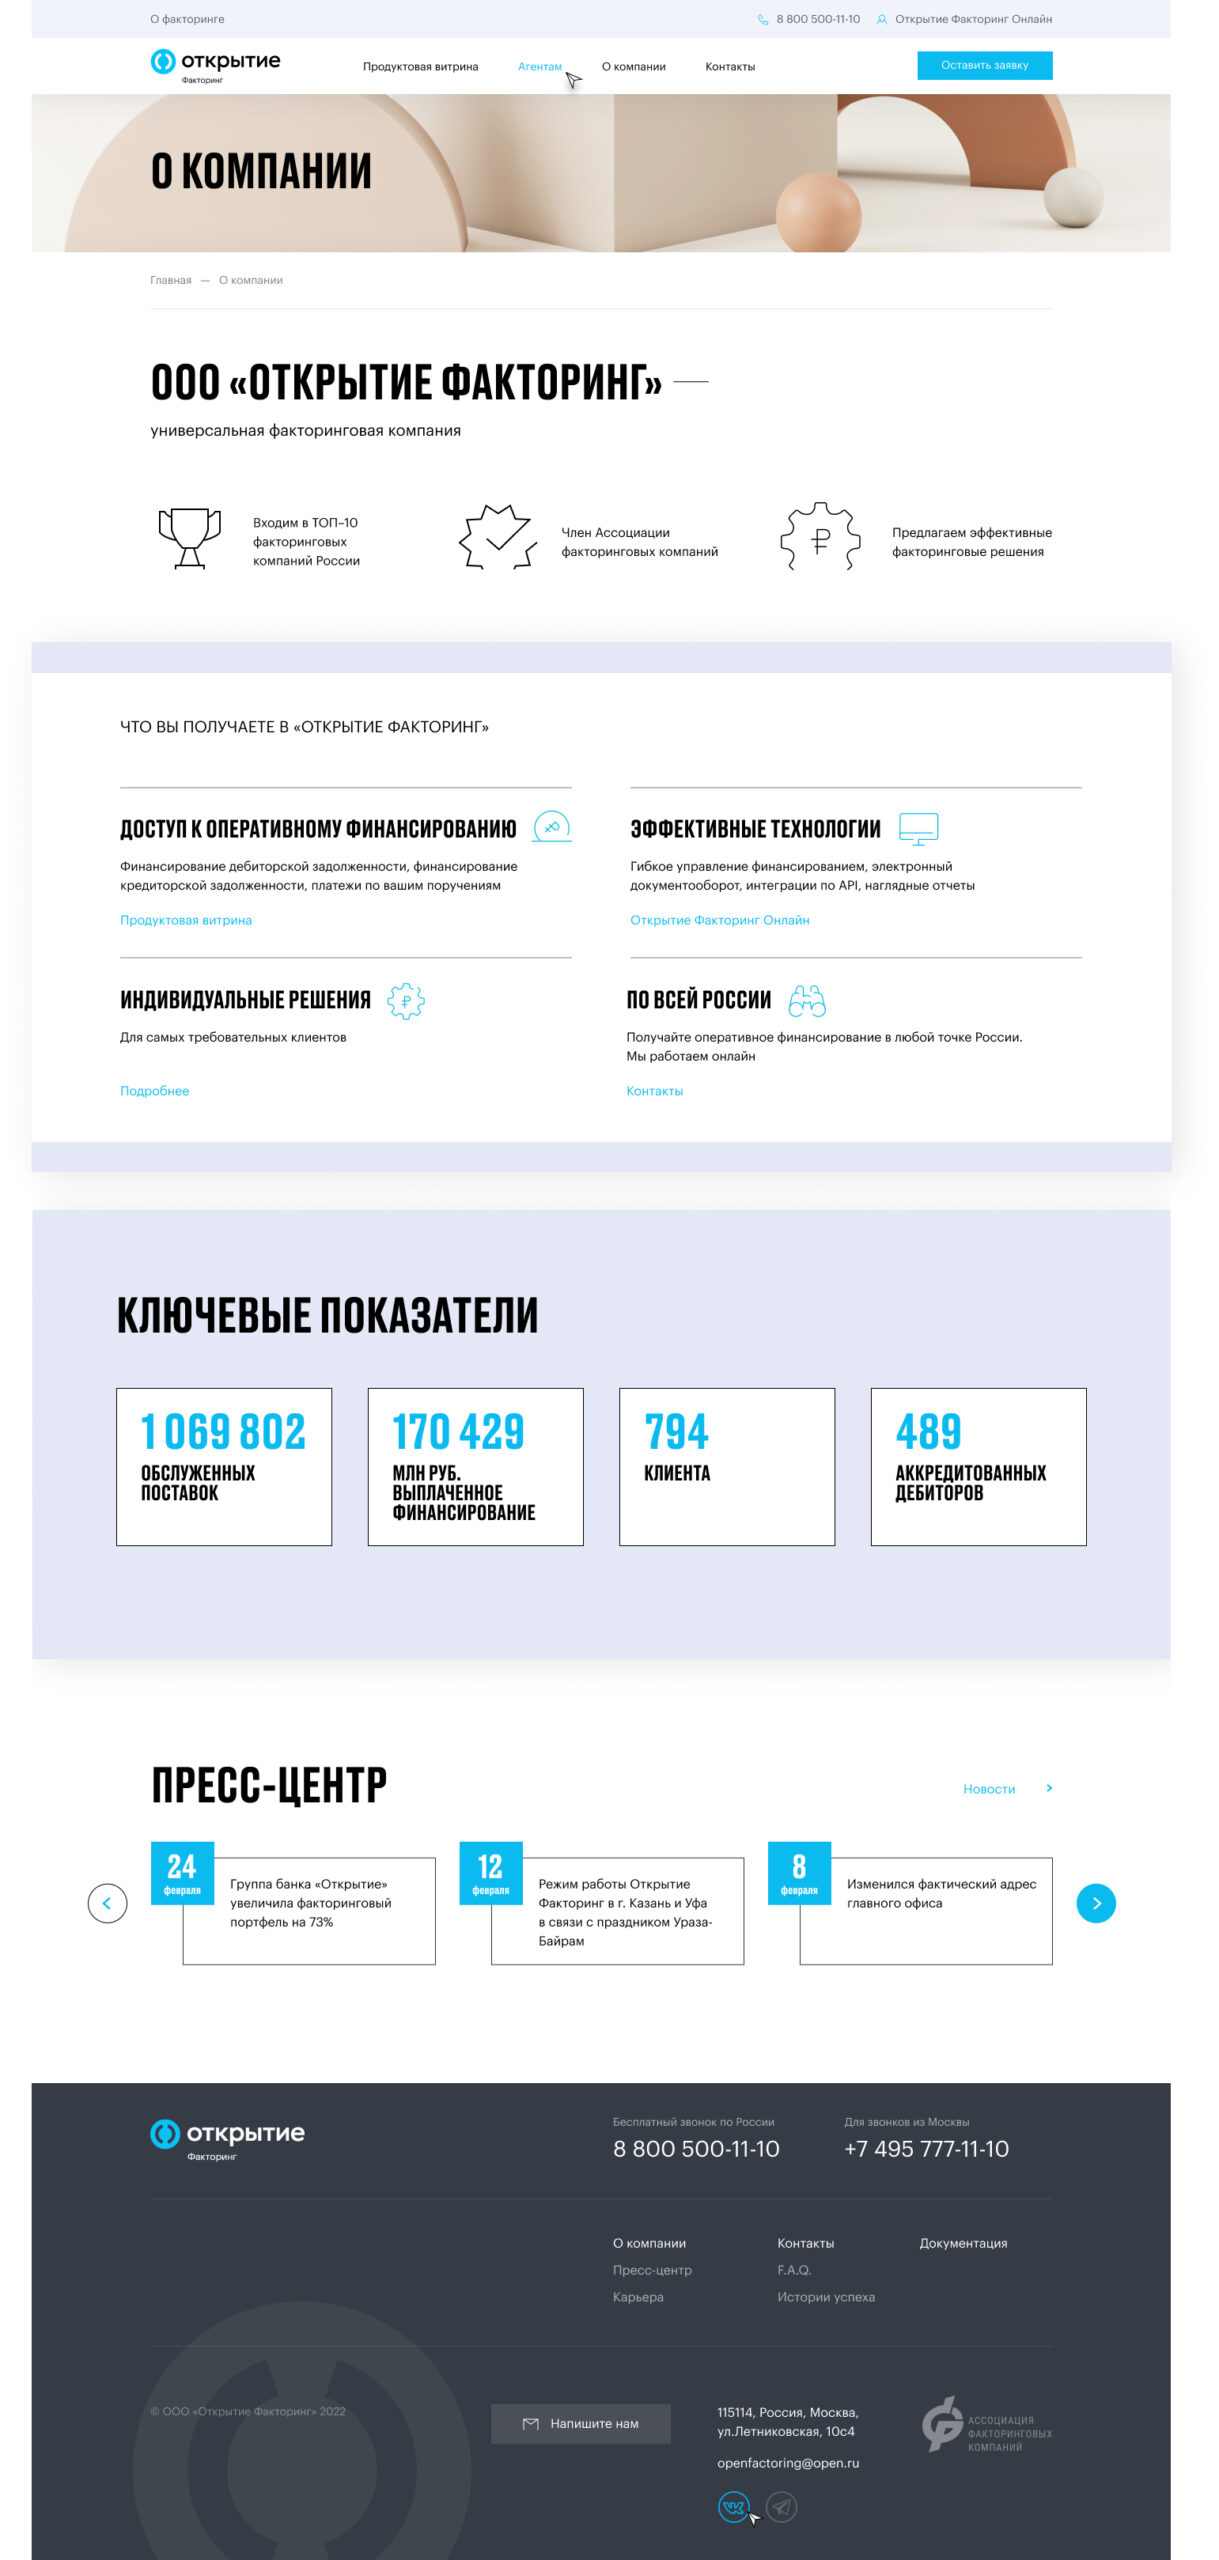 О факторинге
8 800 500-11-10
Открытие Факторинг Онлайн
открытие
Факторинг
Продуктовая витрина
Агентам
О компании
Контакты
Оставить заявку
О КОМПАНИИ
Главная — О компании
ООО «ОТКРЫТИЕ ФАКТОРИНГ» —
универсальная факторинговая компания
Входим в ТОП–10
факторинговых
компаний России
Член Ассоциации
факторинговых компаний
Предлагаем эффективные
факторинговые решения
ЧТО ВЫ ПОЛУЧАЕТЕ В «ОТКРЫТИЕ ФАКТОРИНГ»
ДОСТУП К ОПЕРАТИВНОМУ ФИНАНСИРОВАНИЮ
Финансирование дебиторской задолженности, финансирование
кредиторской задолженности, платежи по вашим поручениям
Продуктовая витрина
ЭФФЕКТИВНЫЕ ТЕХНОЛОГИИ
Гибкое управление финансированием, электронный
документооборот, интеграции по API, наглядные отчеты
Открытие Факторинг Онлайн
ИНДИВИДУАЛЬНЫЕ РЕШЕНИЯ
Для самых требовательных клиентов
Подробнее
ПО ВСЕЙ РОССИИ
Получайте оперативное финансирование в любой точке России.
Мы работаем онлайн
Контакты
КЛЮЧЕВЫЕ ПОКАЗАТЕЛИ
1 069 802
ОБСЛУЖЕННЫХ
ПОСТАВОК
170 429
МЛН РУБ.
ВЫПЛАЧЕННОЕ
ФИНАНСИРОВАНИЕ
794
КЛИЕНТА
489
АККРЕДИТОВАННЫХ
ДЕБИТОРОВ
ПРЕСС-ЦЕНТР
Новости
24
февраля
Группа банка «Открытие»
увеличила факторинговый
портфель на 73%
12
февраля
Режим работы Открытие
Факторинг в г. Казань и Уфа
в связи с праздником Ураза-
Байрам
8
февраля
Изменился фактический адрес
главного офиса
открытие
Факторинг
Бесплатный звонок по России
8 800 500-11-10
Для звонков из Москвы
+7 495 777-11-10
О компании
Пресс-центр
Карьера
Контакты
F.A.Q.
Истории успеха
Документация
© ООО «Открытие Факторинг» 2022
Напишите нам
115114, Россия, Москва,
ул.Летниковская, 10с4
openfactoring@open.ru
АССОЦИАЦИЯ
ФАКТОРИНГОВЫХ
КОМПАНИЙ